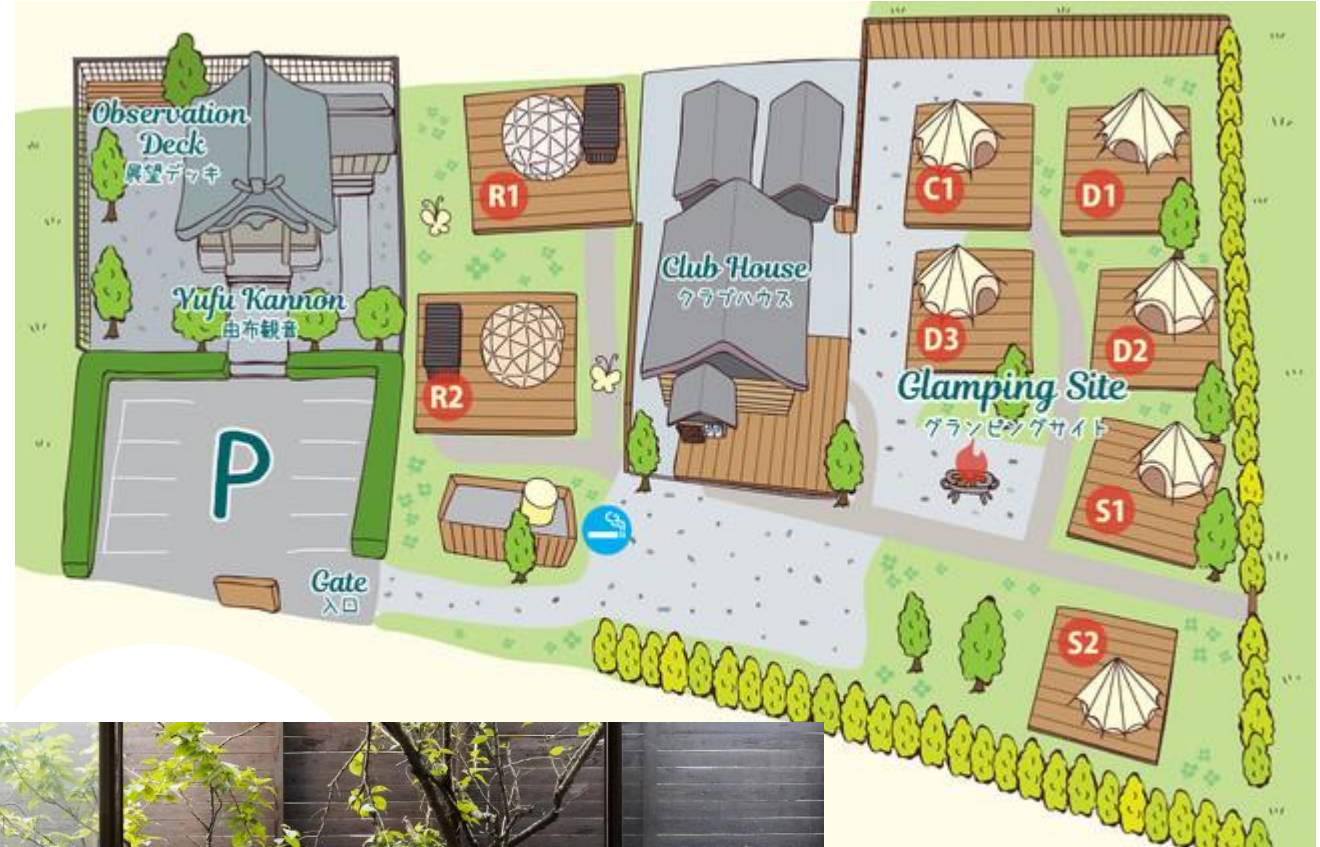 Observation
Deck
展望デッキ
Yufu Kannon
由布観音
P
Gate
入口
R1
R2
Club House
クラブハウス
C1
D1
D3
D2
Glamping Site
グランピングサイト
S1
S2